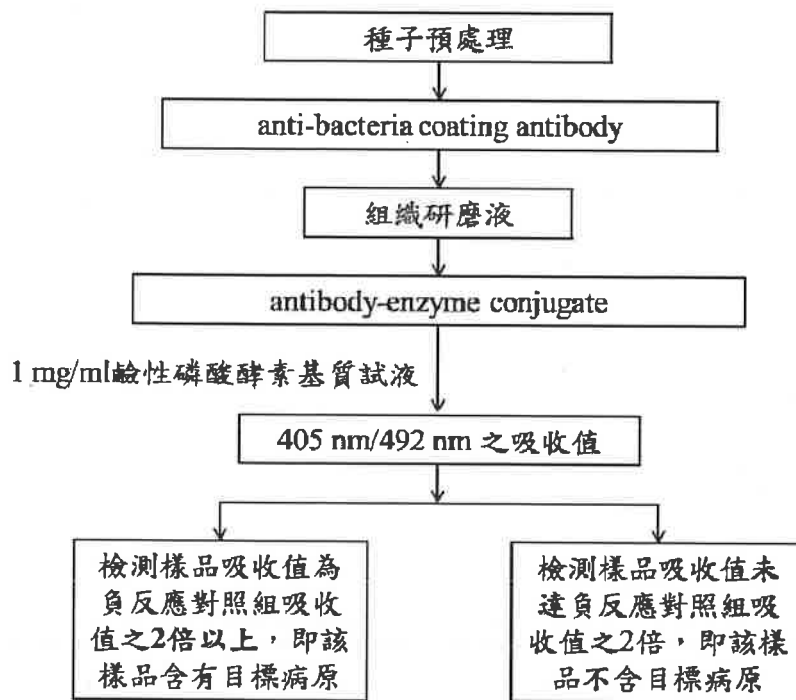 種子預處理
anti-bacteria coating antibody
組織研磨液
antibody-enzyme conjugate
1 mg/ml鹼性磷酸酵素基質試液
405 nm/492 nm 之吸收值
檢測樣品吸收值為
負反應對照組吸收
值之2倍以上，即該
樣品含有目標病原
檢測樣品吸收值未
達負反應對照組吸
收值之2倍，即該樣
品不含目標病原